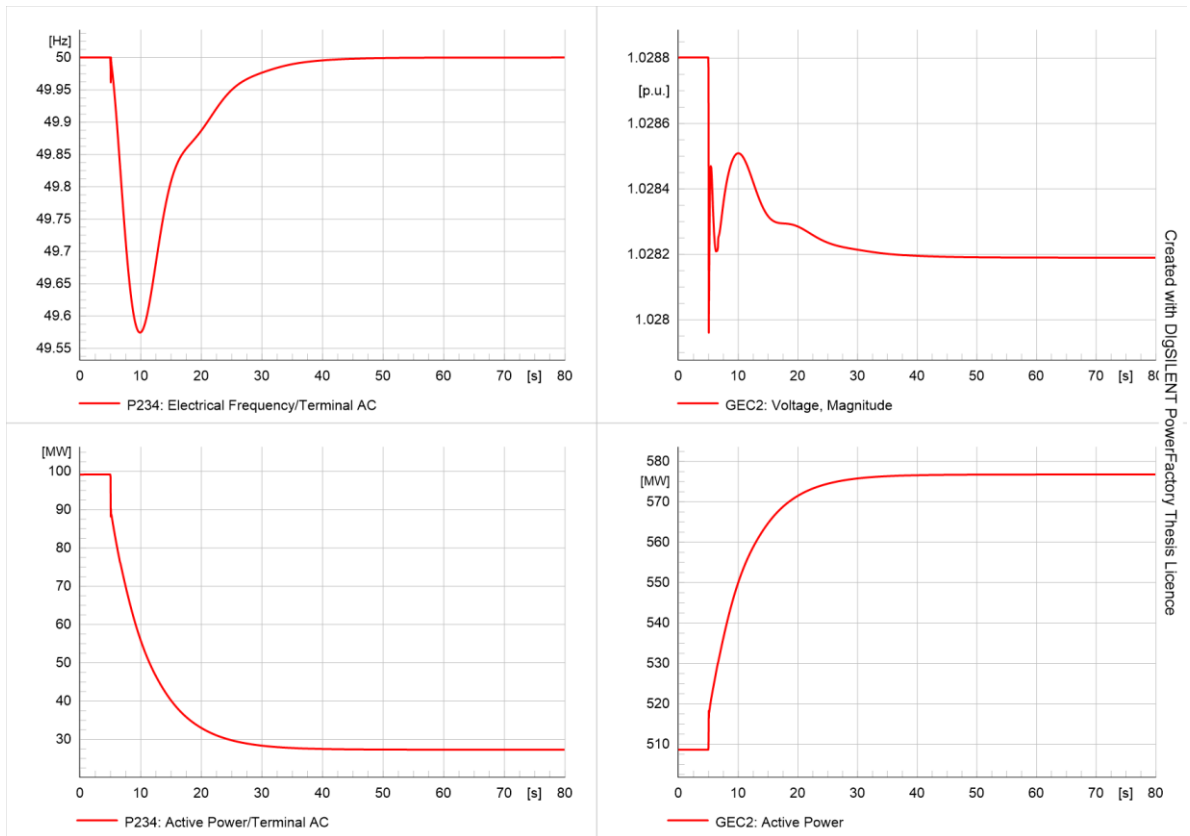 [Hz]
50
49.95
49.9
49.85
49.8
49.75
49.7
49.65
49.6
49.55
0 10 20 30 40 50 60 70 [s] 80
P234: Electrical Frequency/Terminal AC
1.0288
[p.u.]
1.0286
1.0284
1.0282
1.028
0 10 20 30 40 50 60 70 [s] 80
GEC2: Voltage, Magnitude
[MW]
100
90
80
70
60
50
40
30
0 10 20 30 40 50 60 70 [s] 80
P234: Active Power/Terminal AC
580
[MW]
570
560
550
540
530
520
510
0 10 20 30 40 50 60 70 [s] 80
GEC2: Active Power
Created with DIgSILENT PowerFactory Thesis Licence